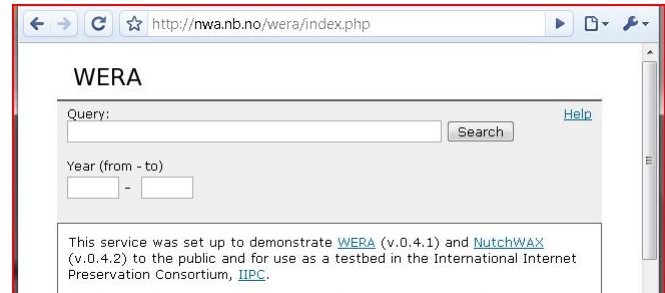 http://nwa.nb.no/wera/index.php
WERA
Query:
Help
Search
Year (from - to)
-
This service was set up to demonstrate WERA (v.0.4.1) and NutchWAX
(v.0.4.2) to the public and for use as a testbed in the International Internet
Preservation Consortium, IIPC.